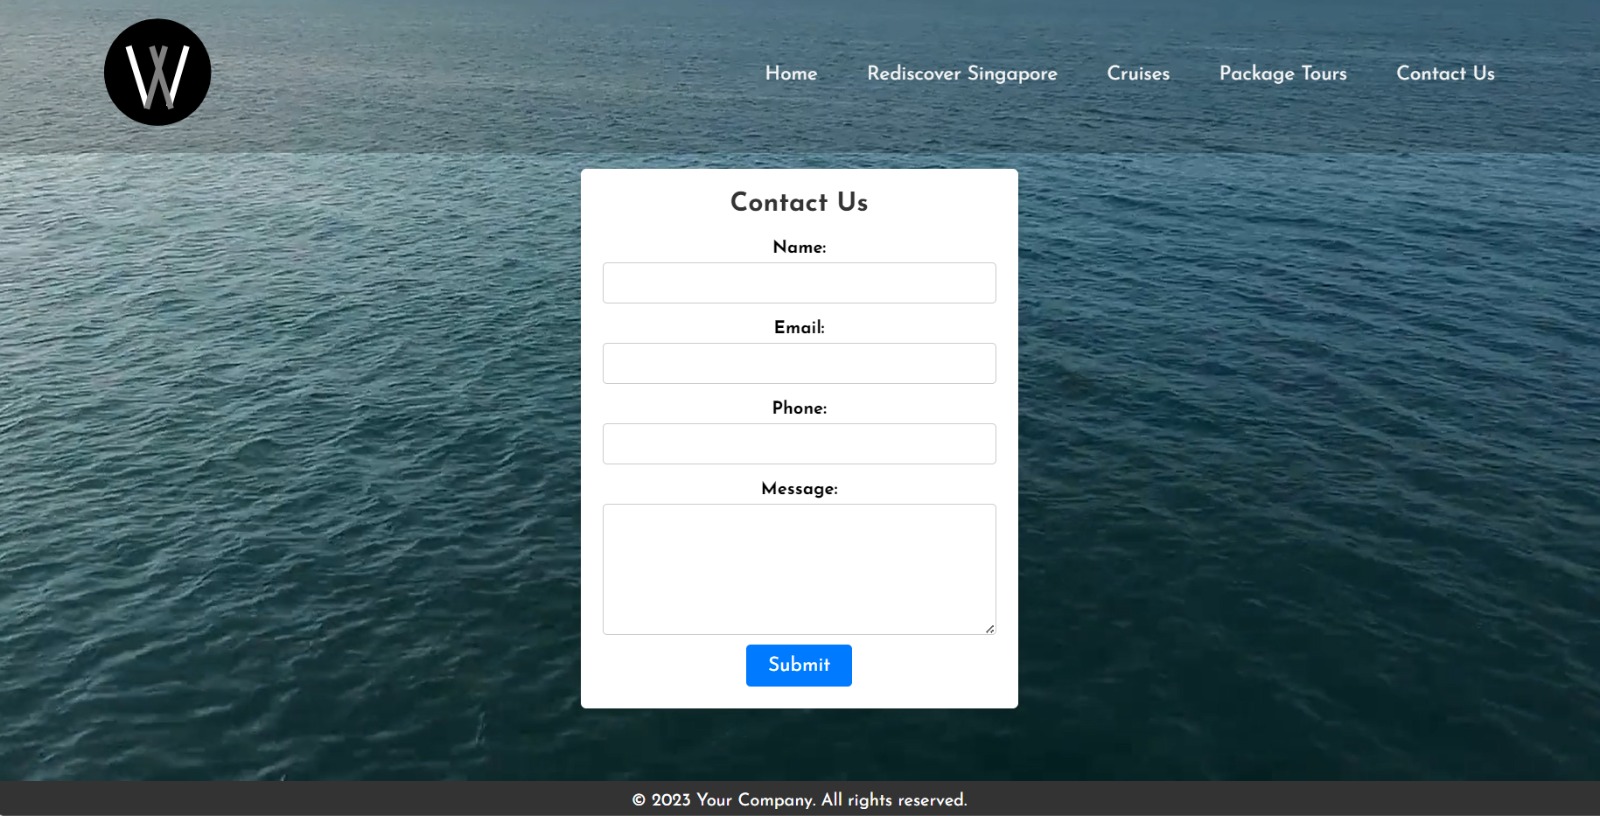 W
Home Rediscover Singapore Cruises Package Tours Contact Us
Contact Us
Name:
Email:
Phone:
Message:
Submit
© 2023 Your Company. All rights reserved.